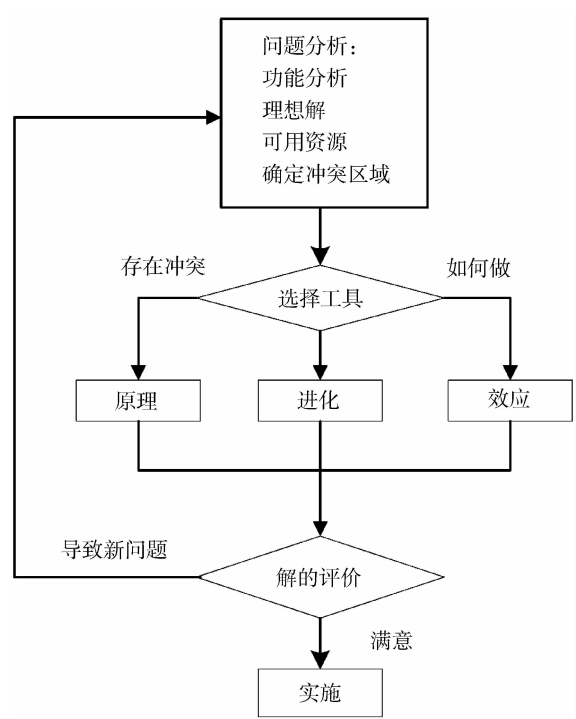 问题分析：
功能分析
理想解
可用资源
确定冲突区域
存在冲突
如何做
选择工具
原理
进化
效应
导致新问题
解的评价
满意
实施